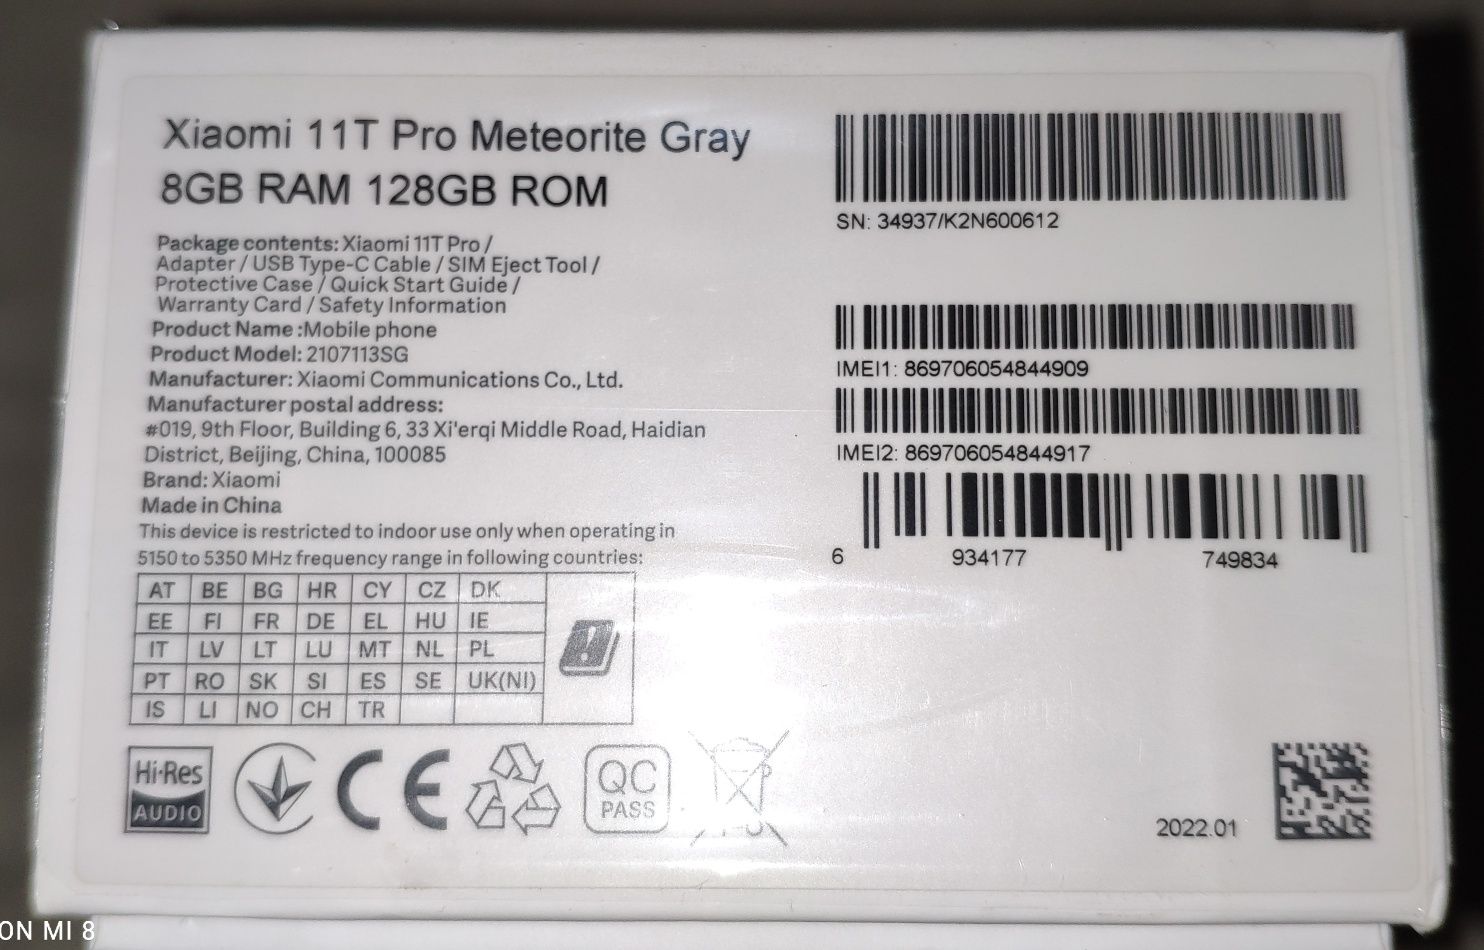 Xiaomi 11T Pro Meteorite Gray
8GB RAM 128GB ROM
Package contents: Xiaomi 11T Pro /
Adapter / USB Type-C Cable / SIM Eject Tool /
Protective Case / Quick Start Guide /
Warranty Card / Safety Information
Product Name :Mobile phone
Product Model: 2107113SG
Manufacturer: Xiaomi Communications Co., Ltd.
Manufacturer postal address:
#019, 9th Floor, Building 6, 33 Xi'erqi Middle Road, Haidian
District, Beijing, China, 100085
Brand: Xiaomi
Made in China
This device is restricted to indoor use only when operating in
5150 to 5350 MHz frequency range in following countries:
AT BE BG HR CY CZ DK
EE FI FR DE EL HU IE
IT LV LT LU MT NL PL
PT RO SK SI ES SE UK(NI)
IS LI NO CH TR
Hi-Res
AUDIO
CE
QC
PASS
SN: 34937/K2N600612
IMEI1: 869706054844909
IMEI2: 869706054844917
6 934177 749834
2022.01
ON MI 8